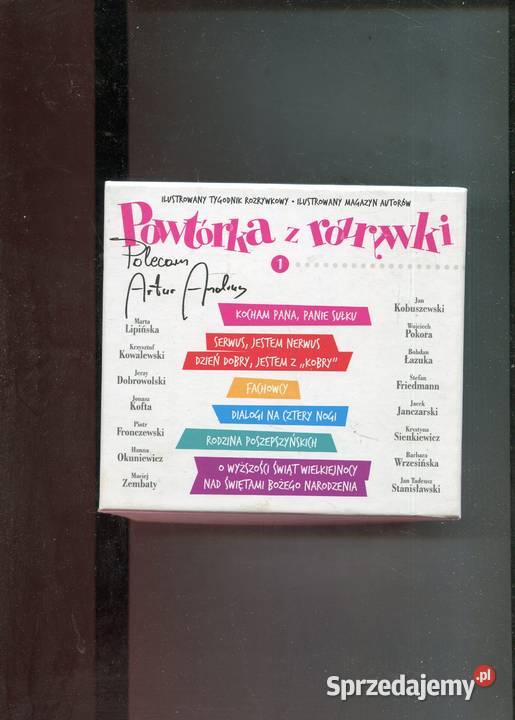 ILUSTROWANY TYGODNIK ROZRYWKOWY • ILUSTROWANY MAGAZYN AUTORÓW
Powtórka z rozrywki
1
Polecam
Artur Andrus
KOCHAM PANA, PANIE SUŁKU
SERWUS, JESTEM NERWUS
DZIEŃ DOBRY, JESTEM Z „KOBRY”
FACHOWCY
DIALOGI NA CZTERY NOGI
RODZINA POSZEPSZYŃSKICH
O WYŻSZOŚCI ŚWIĄT WIELKIEJNOCY
NAD ŚWIĘTAMI BOŻEGO NARODZENIA
Marta
Lipińska
Krzysztof
Kowalewski
Jerzy
Dobrowolski
Jonasz
Kofta
Piotr
Fronczewski
Hanna
Okuniewicz
Maciej
Zembaty
Jan
Kobuszewski
Wojciech
Pokora
Bohdan
Łazuka
Stefan
Friedmann
Jacek
Janczarski
Krystyna
Sienkiewicz
Barbara
Wrzesińska
Jan Tadeusz
Stanisławski
Sprzedajemy.pl